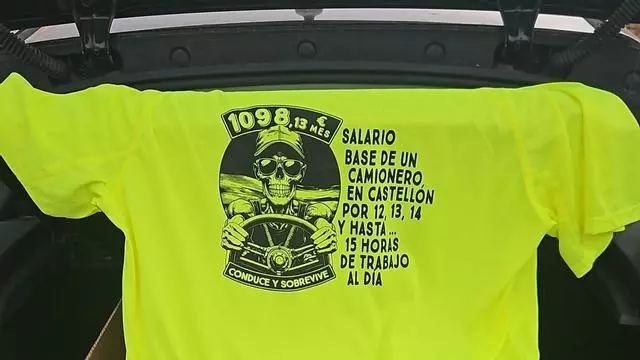 1098,13 €
MES
SALARIO
BASE DE UN
CAMIONERO,
EN CASTELLÓN
POR 12, 13, 14
Y HASTA...
15 HORAS
DE TRABAJO
AL DÍA
CONDUCE Y SOBREVIVE